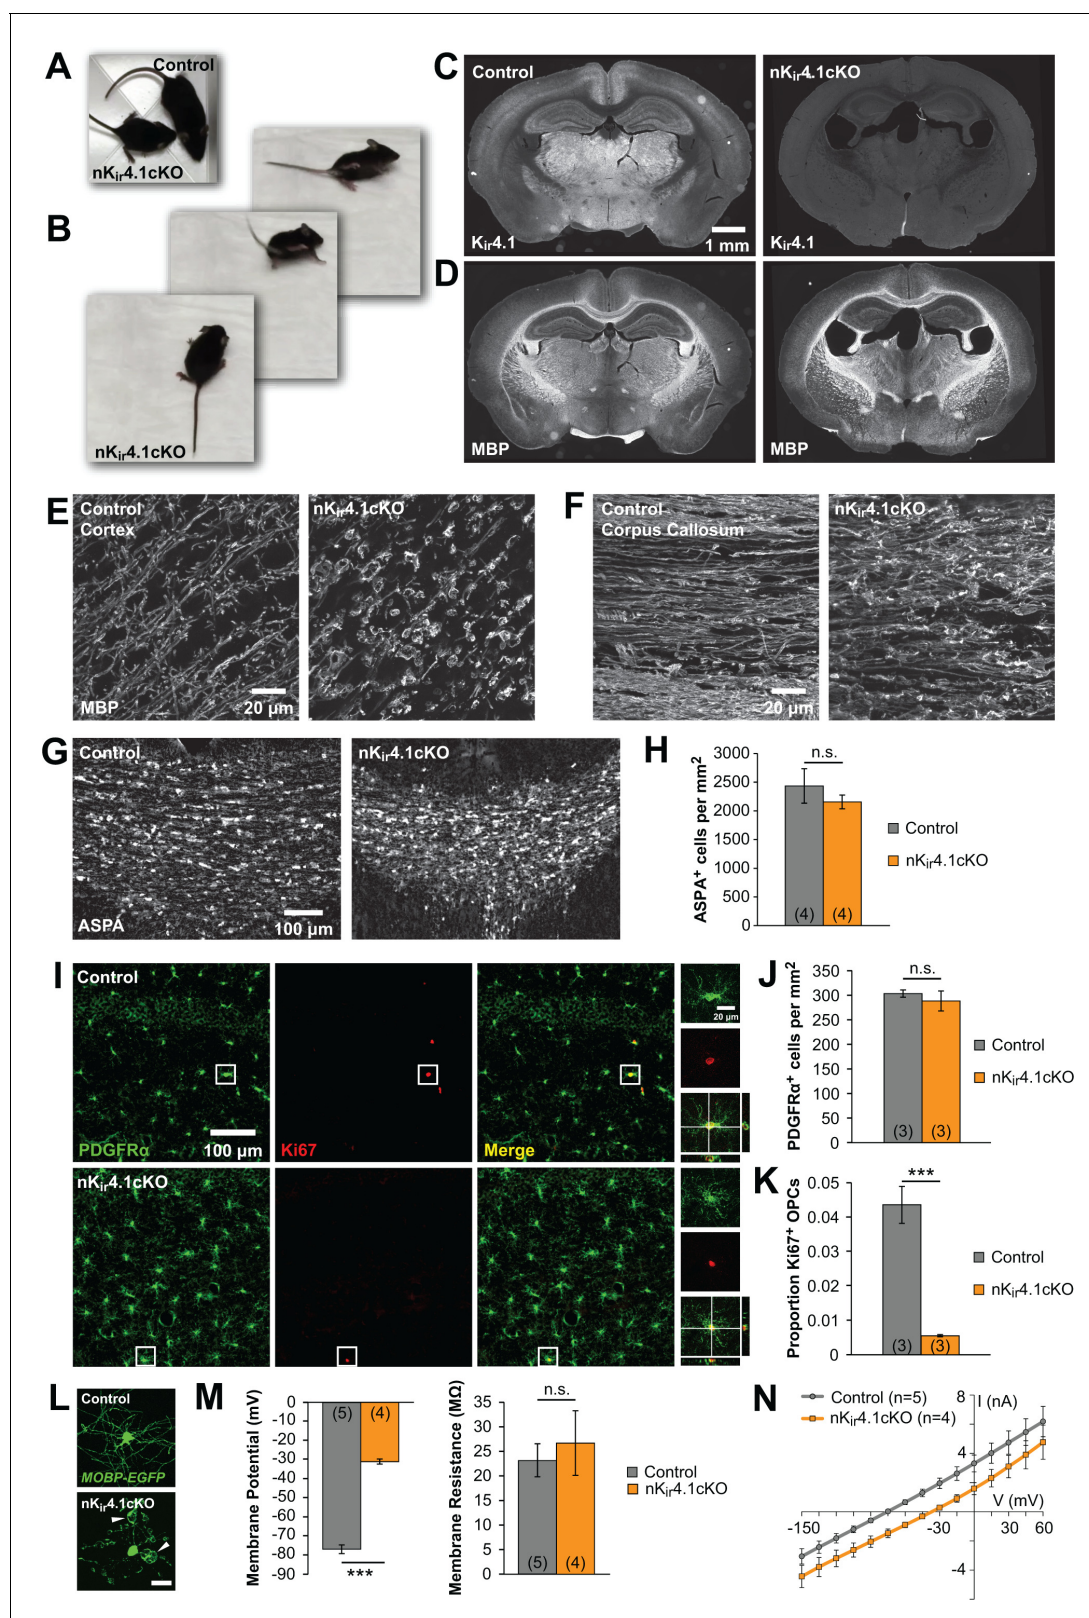 A
Control
nKir4.1cKO
B
nKir4.1cKO
C
Control
nKir4.1cKO
Kir4.1
1 mm
Kir4.1
D
MBP
MBP
E
Control
Cortex
nKir4.1cKO
MBP
20 µm
F
Control
Corpus Callosum
nKir4.1cKO
20 µm
G
Control
nKir4.1cKO
ASPA
100 µm
H
ASPA+ cells per mm2
3000
2500
2000
1500
1000
500
0
n.s.
(4)
(4)
Control
nKir4.1cKO
I
Control
PDGFRα
100 µm
Ki67
Merge
20 µm
nKir4.1cKO
J
PDGFRα+ cells per mm2
350
300
250
200
150
100
50
0
n.s.
(3)
(3)
Control
nKir4.1cKO
K
Proportion Ki67+ OPCs
0.05
0.04
0.03
0.02
0.01
0
***
(3)
(3)
Control
nKir4.1cKO
L
Control
MOBP-EGFP
nKir4.1cKO
M
Membrane Potential (mV)
0
-10
-20
-30
-40
-50
-60
-70
-80
-90
(5)
(4)
***
Membrane Resistance (MΩ)
35
30
25
20
15
10
5
0
n.s.
(5)
(4)
Control
nKir4.1cKO
N
Control (n=5)
nKir4.1cKO (n=4)
8
I (nA)
4
V (mV)
-150
-30
30
60
-4